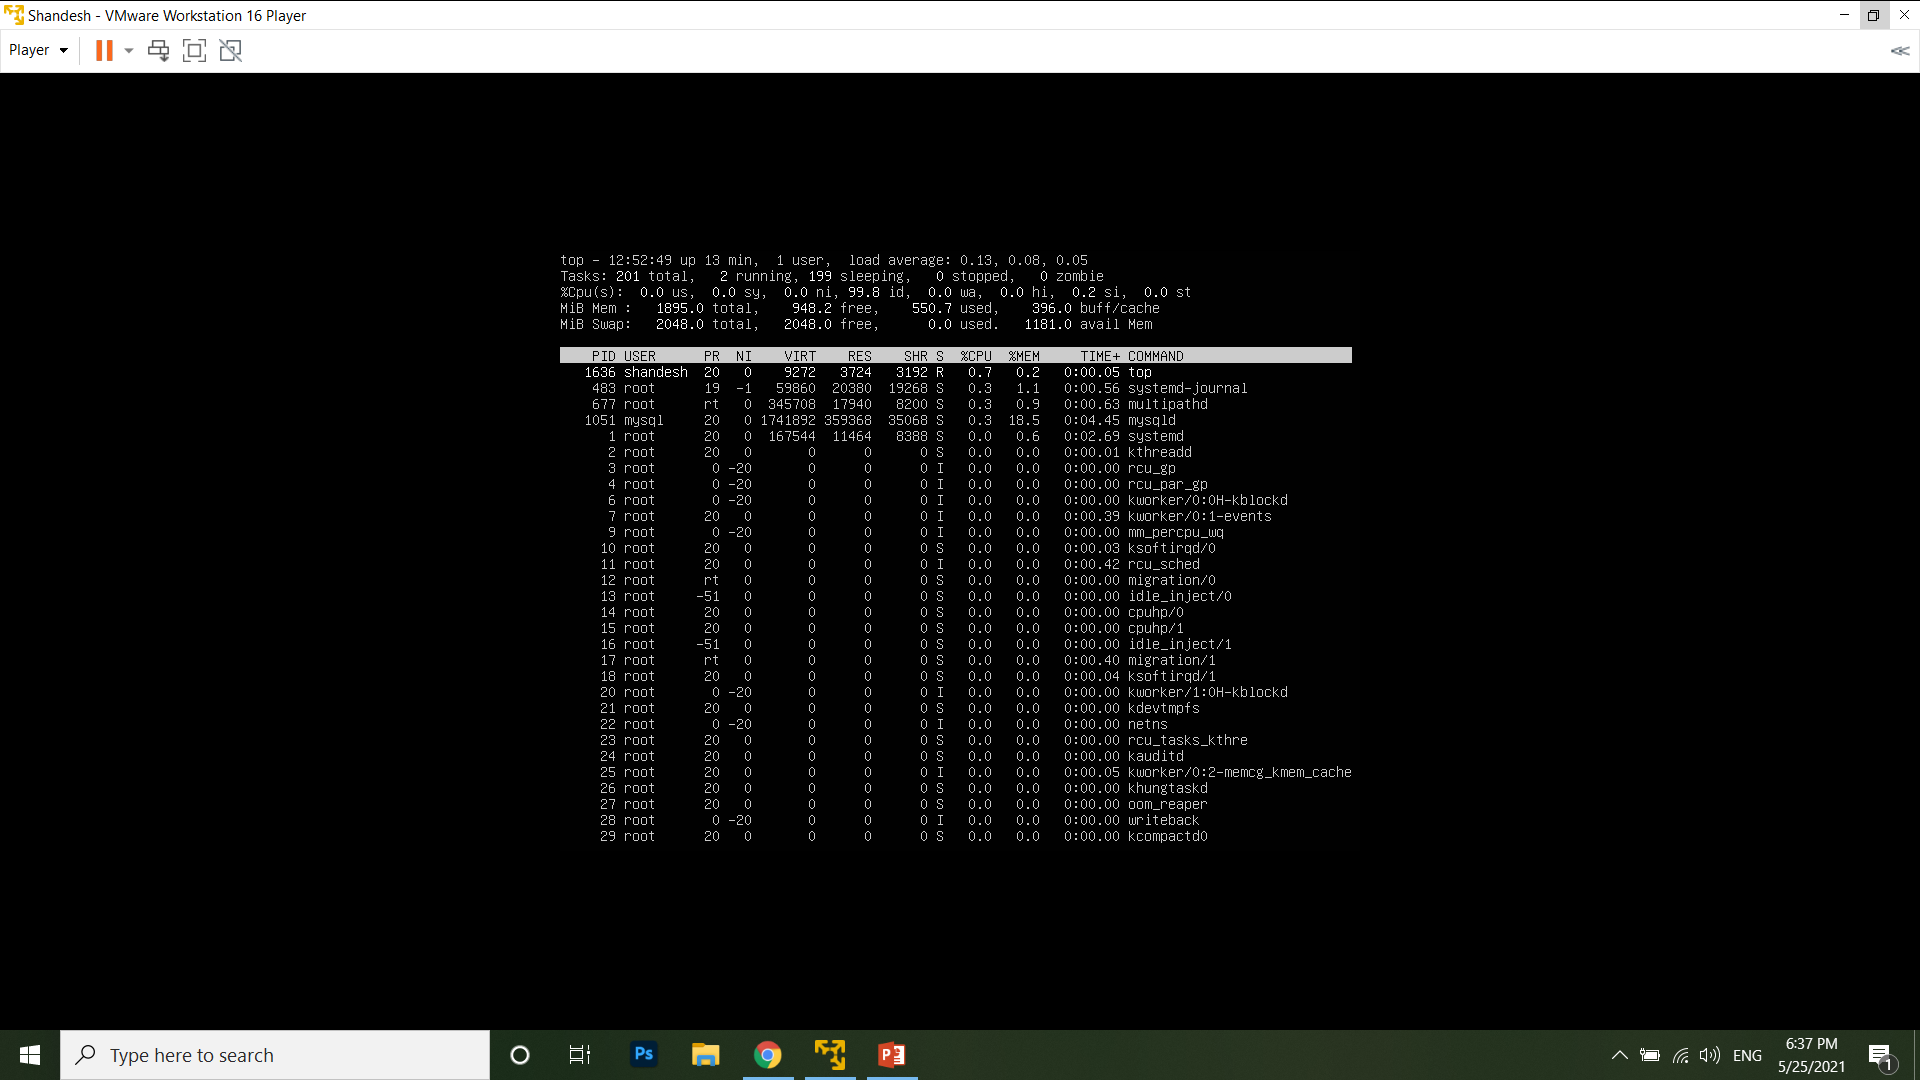 Shandesh - VMware Workstation 16 Player
Player
top - 12:52:49 up 13 min,  1 user,  load average: 0.13, 0.08, 0.05
Tasks: 201 total,   2 running, 199 sleeping,   0 stopped,   0 zombie
%Cpu(s):  0.0 us,  0.0 sy,  0.0 ni, 99.8 id,  0.0 wa,  0.0 hi,  0.2 si,  0.0 st
MiB Mem :   1895.0 total,    948.2 free,    550.7 used,    396.0 buff/cache
MiB Swap:   2048.0 total,   2048.0 free,      0.0 used.   1181.0 avail Mem
PID USER PR NI VIRT RES SHR S %CPU %MEM TIME+ COMMAND
1636 shandesh 20 0 9272 3724 3192 R 0.7 0.2 0:00.05 top
483 root 19 -1 59860 20380 19268 S 0.3 1.1 0:00.56 systemd-journal
677 root rt 0 345708 17940 8200 S 0.3 0.9 0:00.63 multipathd
1051 mysql 20 0 1741892 359368 35068 S 0.3 18.5 0:04.45 mysqld
1 root 20 0 167544 11464 8388 S 0.0 0.6 0:02.69 systemd
2 root 20 0 0 0 0 S 0.0 0.0 0:00.01 kthreadd
3 root 0 -20 0 0 0 I 0.0 0.0 0:00.00 rcu_gp
4 root 0 -20 0 0 0 I 0.0 0.0 0:00.00 rcu_par_gp
6 root 0 -20 0 0 0 I 0.0 0.0 0:00.00 kworker/0:0H-kblockd
7 root 20 0 0 0 0 I 0.0 0.0 0:00.39 kworker/0:1-events
9 root 0 -20 0 0 0 I 0.0 0.0 0:00.00 mm_percpu_wq
10 root 20 0 0 0 0 S 0.0 0.0 0:00.03 ksoftirqd/0
11 root 20 0 0 0 0 I 0.0 0.0 0:00.42 rcu_sched
12 root rt 0 0 0 0 S 0.0 0.0 0:00.00 migration/0
13 root -51 0 0 0 0 S 0.0 0.0 0:00.00 idle_inject/0
14 root 20 0 0 0 0 S 0.0 0.0 0:00.00 cpuhp/0
15 root 20 0 0 0 0 S 0.0 0.0 0:00.00 cpuhp/1
16 root -51 0 0 0 0 S 0.0 0.0 0:00.00 idle_inject/1
17 root rt 0 0 0 0 S 0.0 0.0 0:00.40 migration/1
18 root 20 0 0 0 0 S 0.0 0.0 0:00.04 ksoftirqd/1
20 root 0 -20 0 0 0 I 0.0 0.0 0:00.00 kworker/1:0H-kblockd
21 root 20 0 0 0 0 S 0.0 0.0 0:00.00 kdevtmpfs
22 root 0 -20 0 0 0 I 0.0 0.0 0:00.00 netns
23 root 20 0 0 0 0 S 0.0 0.0 0:00.00 rcu_tasks_kthre
24 root 20 0 0 0 0 S 0.0 0.0 0:00.00 kauditd
25 root 20 0 0 0 0 I 0.0 0.0 0:00.05 kworker/0:2-memcg_kmem_cache
26 root 20 0 0 0 0 S 0.0 0.0 0:00.00 khungtaskd
27 root 20 0 0 0 0 S 0.0 0.0 0:00.00 oom_reaper
28 root 0 -20 0 0 0 I 0.0 0.0 0:00.00 writeback
29 root 20 0 0 0 0 S 0.0 0.0 0:00.00 kcompactd0
Type here to search
Ps
P
ENG
6:37 PM
5/25/2021
1